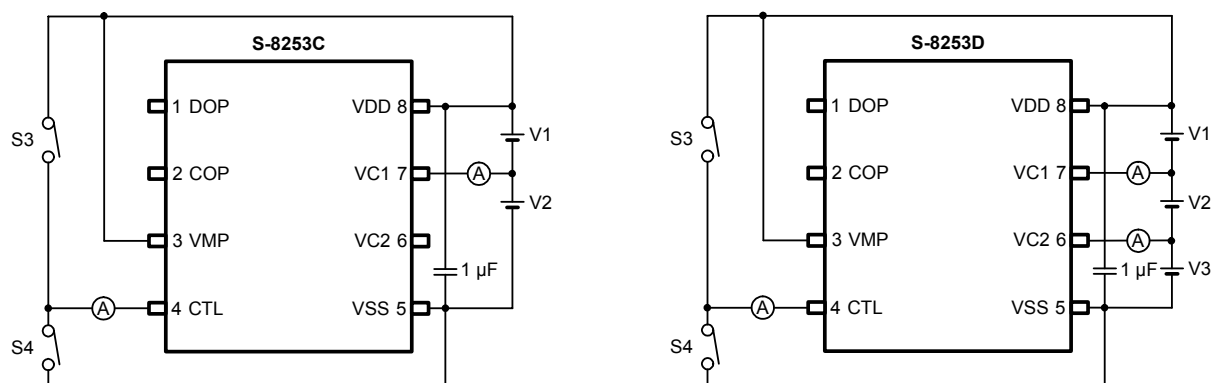 S-8253C
1 DOP
VDD 8
S3
V1
2 COP
VC1 7
A
V2
3 VMP
VC2 6
1 µF
A
4 CTL
VSS 5
S4
S-8253D
1 DOP
VDD 8
S3
V1
2 COP
VC1 7
A
V2
3 VMP
VC2 6
A
1 µF
V3
A
4 CTL
VSS 5
S4